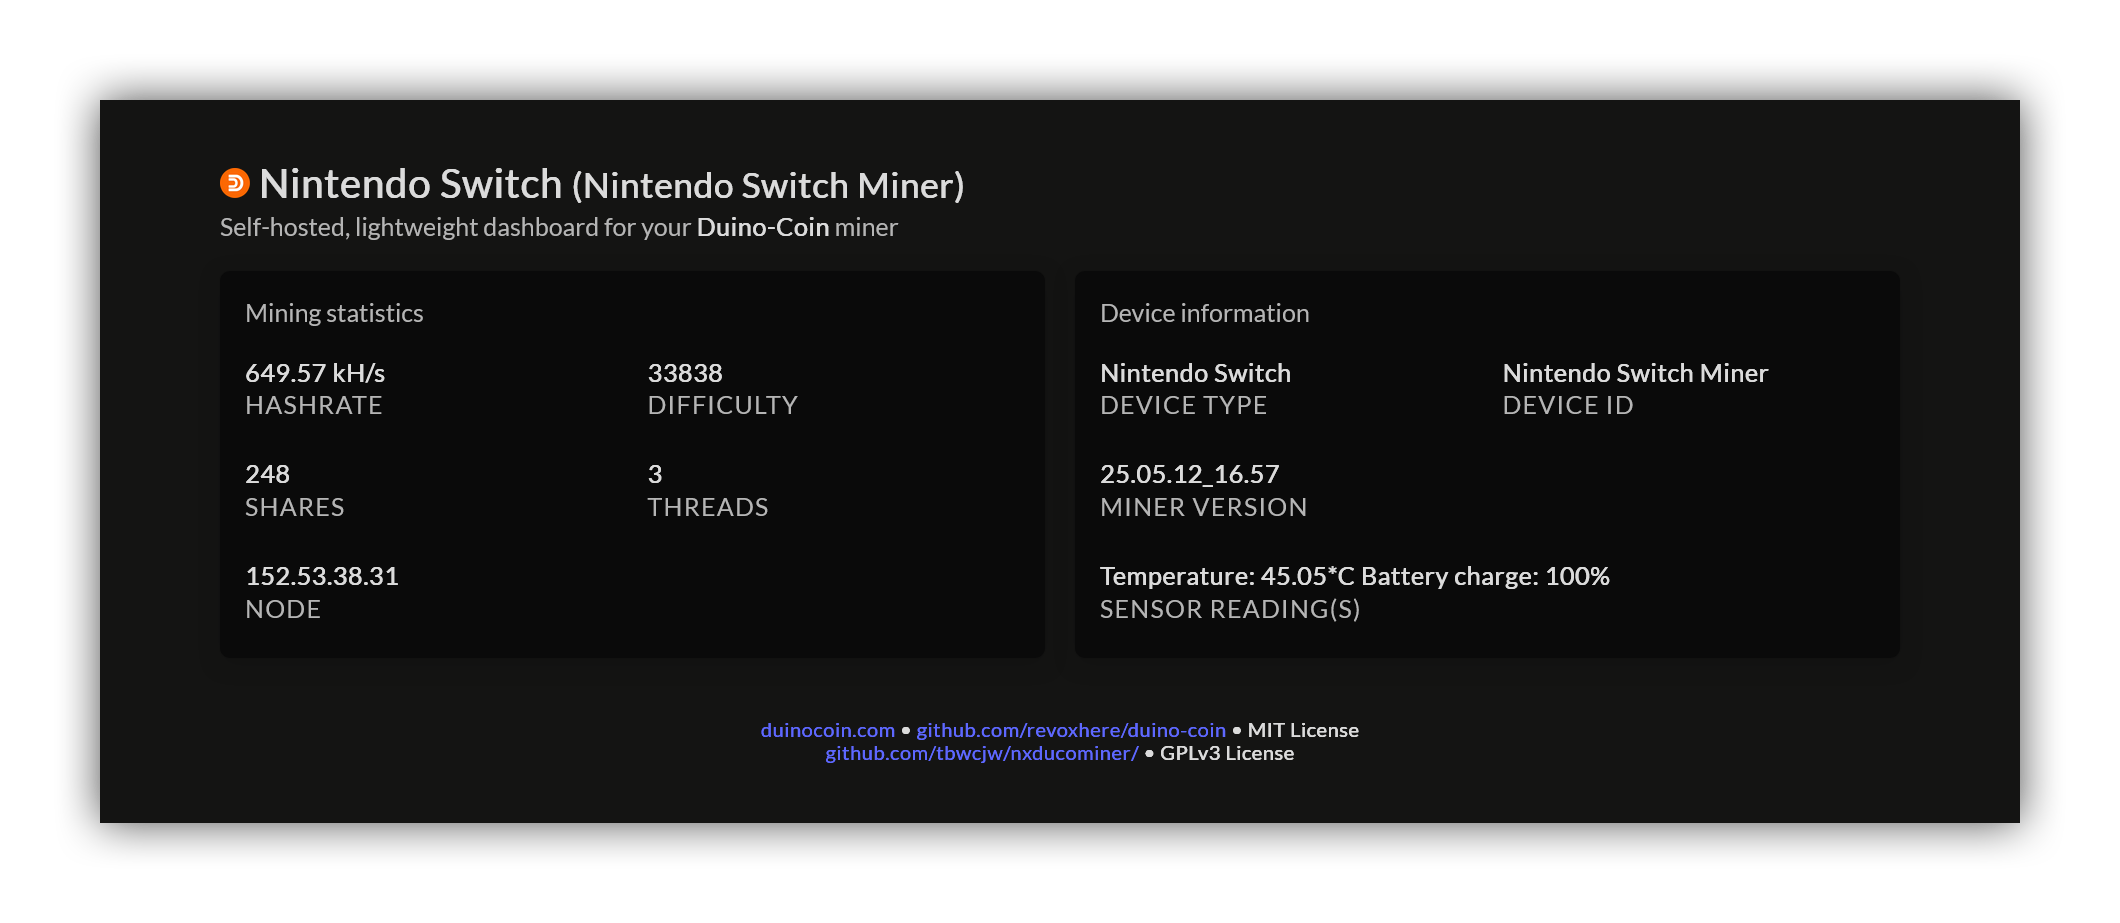 Nintendo Switch (Nintendo Switch Miner)
Self-hosted, lightweight dashboard for your Duino-Coin miner
Mining statistics
649.57 kH/s
HASHRATE
33838
DIFFICULTY
248
SHARES
3
THREADS
152.53.38.31
NODE
Device information
Nintendo Switch
DEVICE TYPE
Nintendo Switch Miner
DEVICE ID
25.05.12_16.57
MINER VERSION
Temperature: 45.05*C Battery charge: 100%
SENSOR READING(S)
duinocoin.com • github.com/revoxhere/duino-coin • MIT License
github.com/tbwcjw/nxducominer/ • GPLv3 License